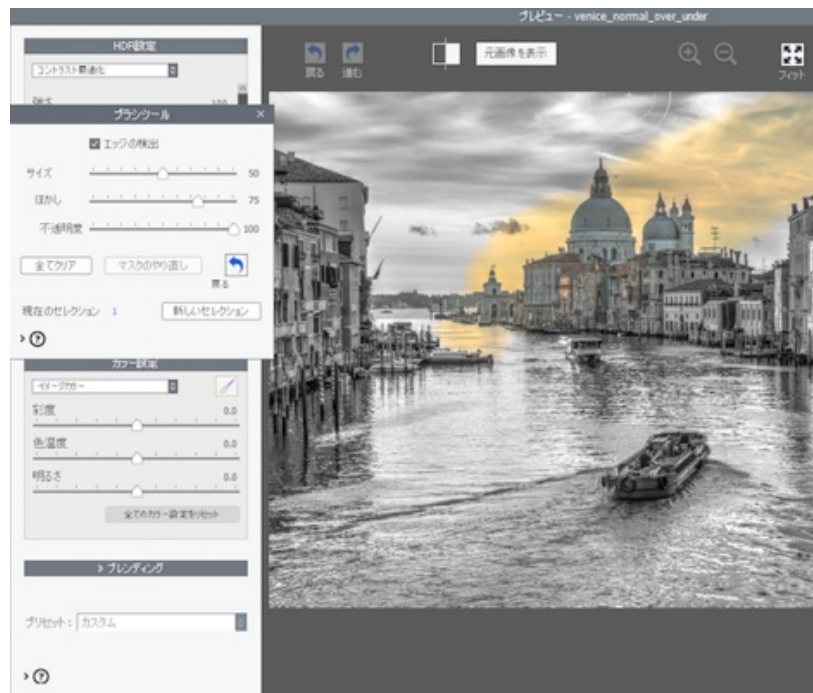 プレビュー - venice_normal_over_under
HDR設定
コントラスト最適化
戻る
進む
元画像を表示
フィット
強さ 100
ブラシツール ×
エッジの検出
サイズ 50
ぼかし 75
不透明度 100
全てクリア
マスクのやり直し
戻る
現在のセレクション 1
新しいセレクション
カラー設定
イメージカラー
彩度 0.0
色温度 0.0
明るさ 0.0
全てのカラー設定をリセット
ブレンディング
プリセット: カスタム